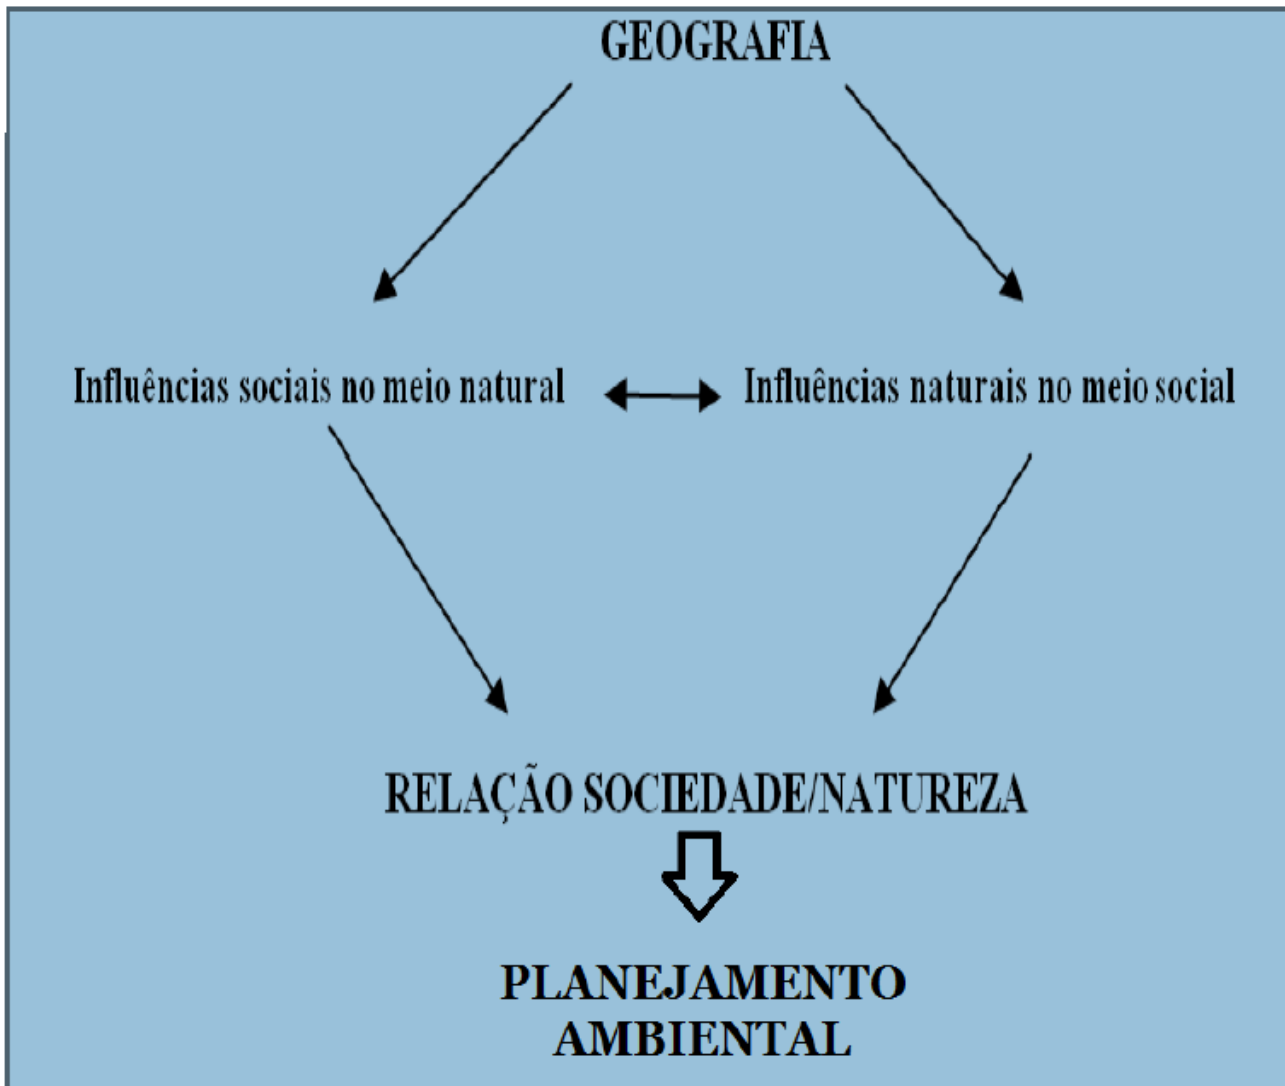 GEOGRAFIA
Influências sociais no meio natural
Influências naturais no meio social
RELAÇÃO SOCIEDADE/NATUREZA
PLANEJAMENTO
AMBIENTAL